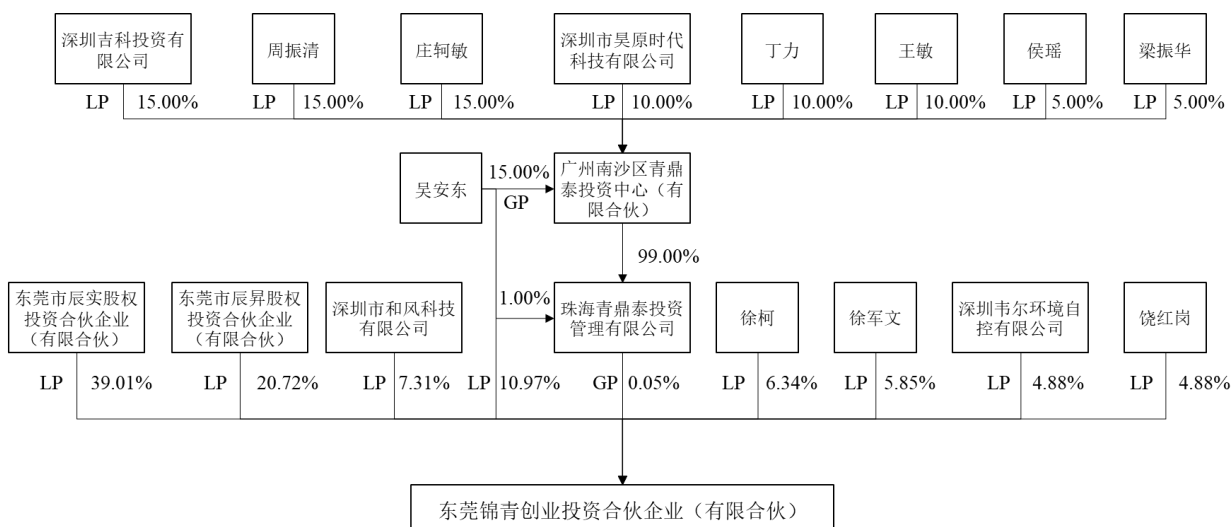 深圳吉科投资有
限公司
周振清
庄轲敏
深圳市昊原时代
科技有限公司
丁力
王敏
侯瑶
梁振华
LP 15.00%
LP 15.00%
LP 15.00%
LP 10.00%
LP 10.00%
LP 10.00%
LP 5.00%
LP 5.00%
吴安东
15.00%
GP
广州南沙区青鼎
泰投资中心（有
限合伙）
99.00%
东莞市辰实股权
投资合伙企业
（有限合伙）
东莞市辰昇股权
投资合伙企业
（有限合伙）
深圳市和风科技
有限公司
1.00%
珠海青鼎泰投资
管理有限公司
徐柯
徐军文
深圳韦尔环境自
控有限公司
饶红岗
LP 39.01%
LP 20.72%
LP 7.31%
LP 10.97%
GP 0.05%
LP 6.34%
LP 5.85%
LP 4.88%
LP 4.88%
东莞锦青创业投资合伙企业（有限合伙）